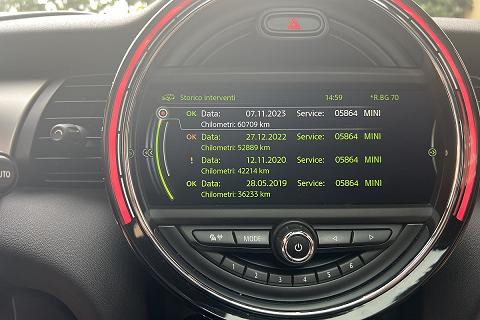 Storico interventi 14:59 *R.BG 70
OK Data: 07.11.2023 Service: 05864 MINI
Chilometri: 60709 km
OK Data: 27.12.2022 Service: 05864 MINI
Chilometri: 52889 km
! Data: 12.11.2020 Service: 05864 MINI
Chilometri: 42214 km
OK Data: 28.05.2019 Service: 05864 MINI
Chilometri: 36233 km
MODE
1 2 3 4 5 6
AUTO